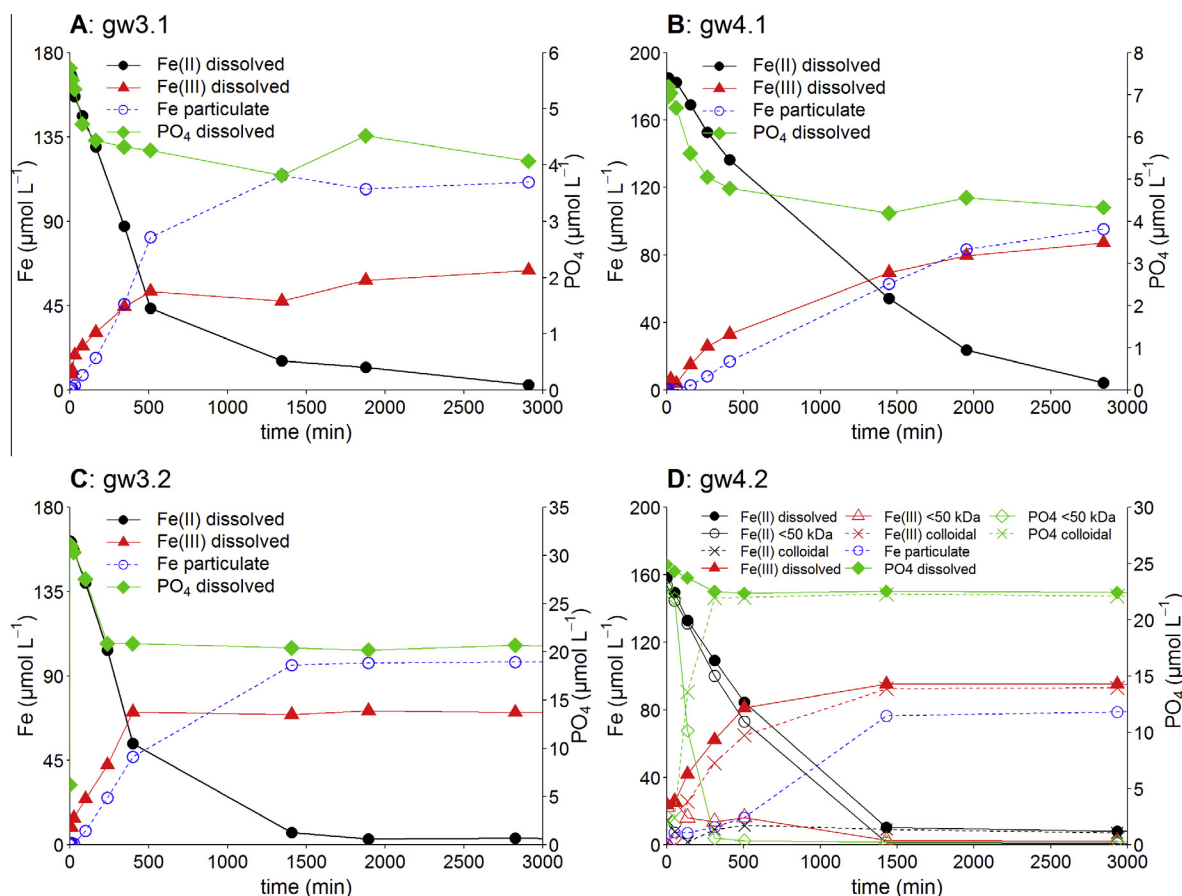 A: gw3.1
Fe(II) dissolved
Fe(III) dissolved
Fe particulate
PO4 dissolved
180
135
90
45
0
Fe (μmol L−1)
6
5
4
3
2
1
0
PO4 (μmol L−1)
0 500 1000 1500 2000 2500 3000
time (min)
B: gw4.1
Fe(II) dissolved
Fe(III) dissolved
Fe particulate
PO4 dissolved
200
160
120
80
40
0
Fe (μmol L−1)
8
7
6
5
4
3
2
1
0
PO4 (μmol L−1)
0 500 1000 1500 2000 2500 3000
time (min)
C: gw3.2
Fe(II) dissolved
Fe(III) dissolved
Fe particulate
PO4 dissolved
180
135
90
45
0
Fe (μmol L−1)
35
30
25
20
15
10
5
0
PO4 (μmol L−1)
0 500 1000 1500 2000 2500 3000
time (min)
D: gw4.2
Fe(II) dissolved
Fe(II) <50 kDa
Fe(II) colloidal
Fe(III) dissolved
Fe(III) <50 kDa
Fe(III) colloidal
Fe particulate
PO4 dissolved
PO4 <50 kDa
PO4 colloidal
200
160
120
80
40
0
Fe (μmol L−1)
30
25
20
15
10
5
0
PO4 (μmol L−1)
0 500 1000 1500 2000 2500 3000
time (min)